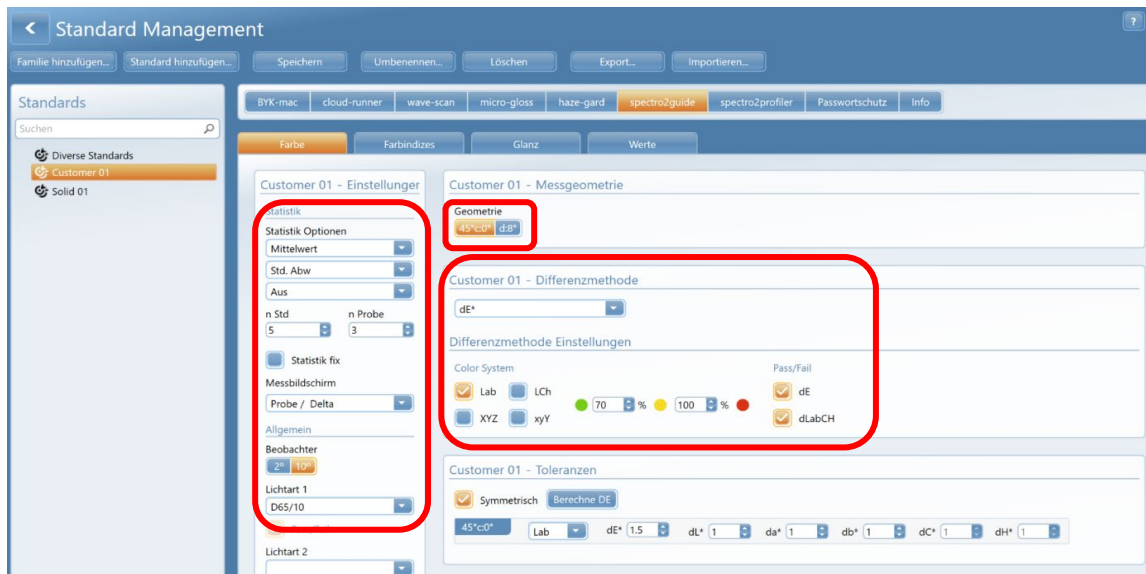 Standard Management
?
Familie hinzufügen... Standard hinzufügen... Speichern Umbenennen... Löschen Export... Importieren...
Standards
Suchen
Diverse Standards
Customer 01
Solid 01
BYK-mac cloud-runner wave-scan micro-gloss haze-gard spectro2guide spectro2profiler Passwortschutz Info
Farbe Farbindizes Glanz Werte
Customer 01 - Einstellunger
Statistik
Statistik Optionen
Mittelwert
Std. Abw
Aus
n Std n Probe
5 3
Statistik fix
Messbildschirm
Probe / Delta
Allgemein
Beobachter
2° 10°
Lichtart 1
D65/10
Lichtart 2
Customer 01 - Messgeometrie
Geometrie
45°c:0° d:8°
Customer 01 - Differenzmethode
dE*
Differenzmethode Einstellungen
Color System Pass/Fail
Lab LCh dE
70 % 100 %
XYZ xyY dLabCH
Customer 01 - Toleranzen
Symmetrisch Berechne DE
45°c:0° Lab dE* 1.5 dL* 1 da* 1 db* 1 dC* 1 dH* 1